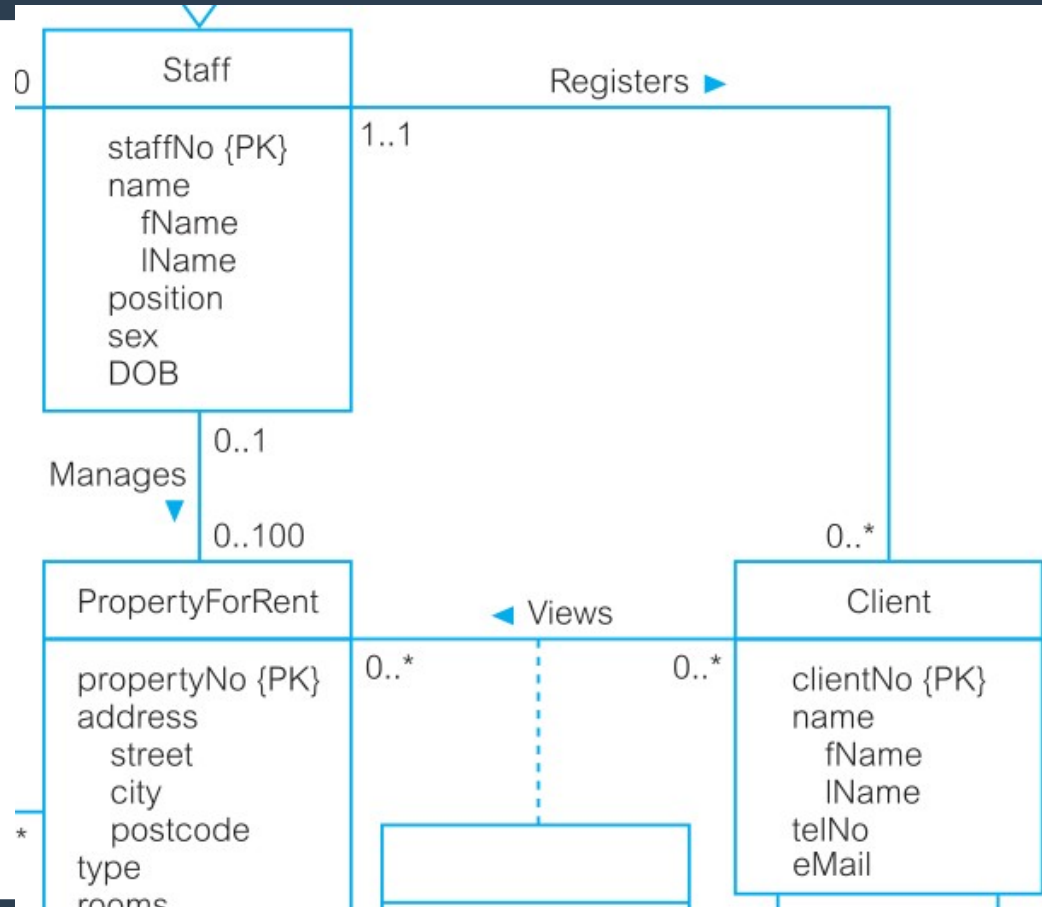 Staff
0
Registers ►
1..1
staffNo {PK}
name
fName
lName
position
sex
DOB
0..1
Manages
▼
0..100
0..*
PropertyForRent
◄ Views
Client
0..*
0..*
propertyNo {PK}
address
street
city
postcode
type
rooms
*
clientNo {PK}
name
fName
lName
telNo
eMail